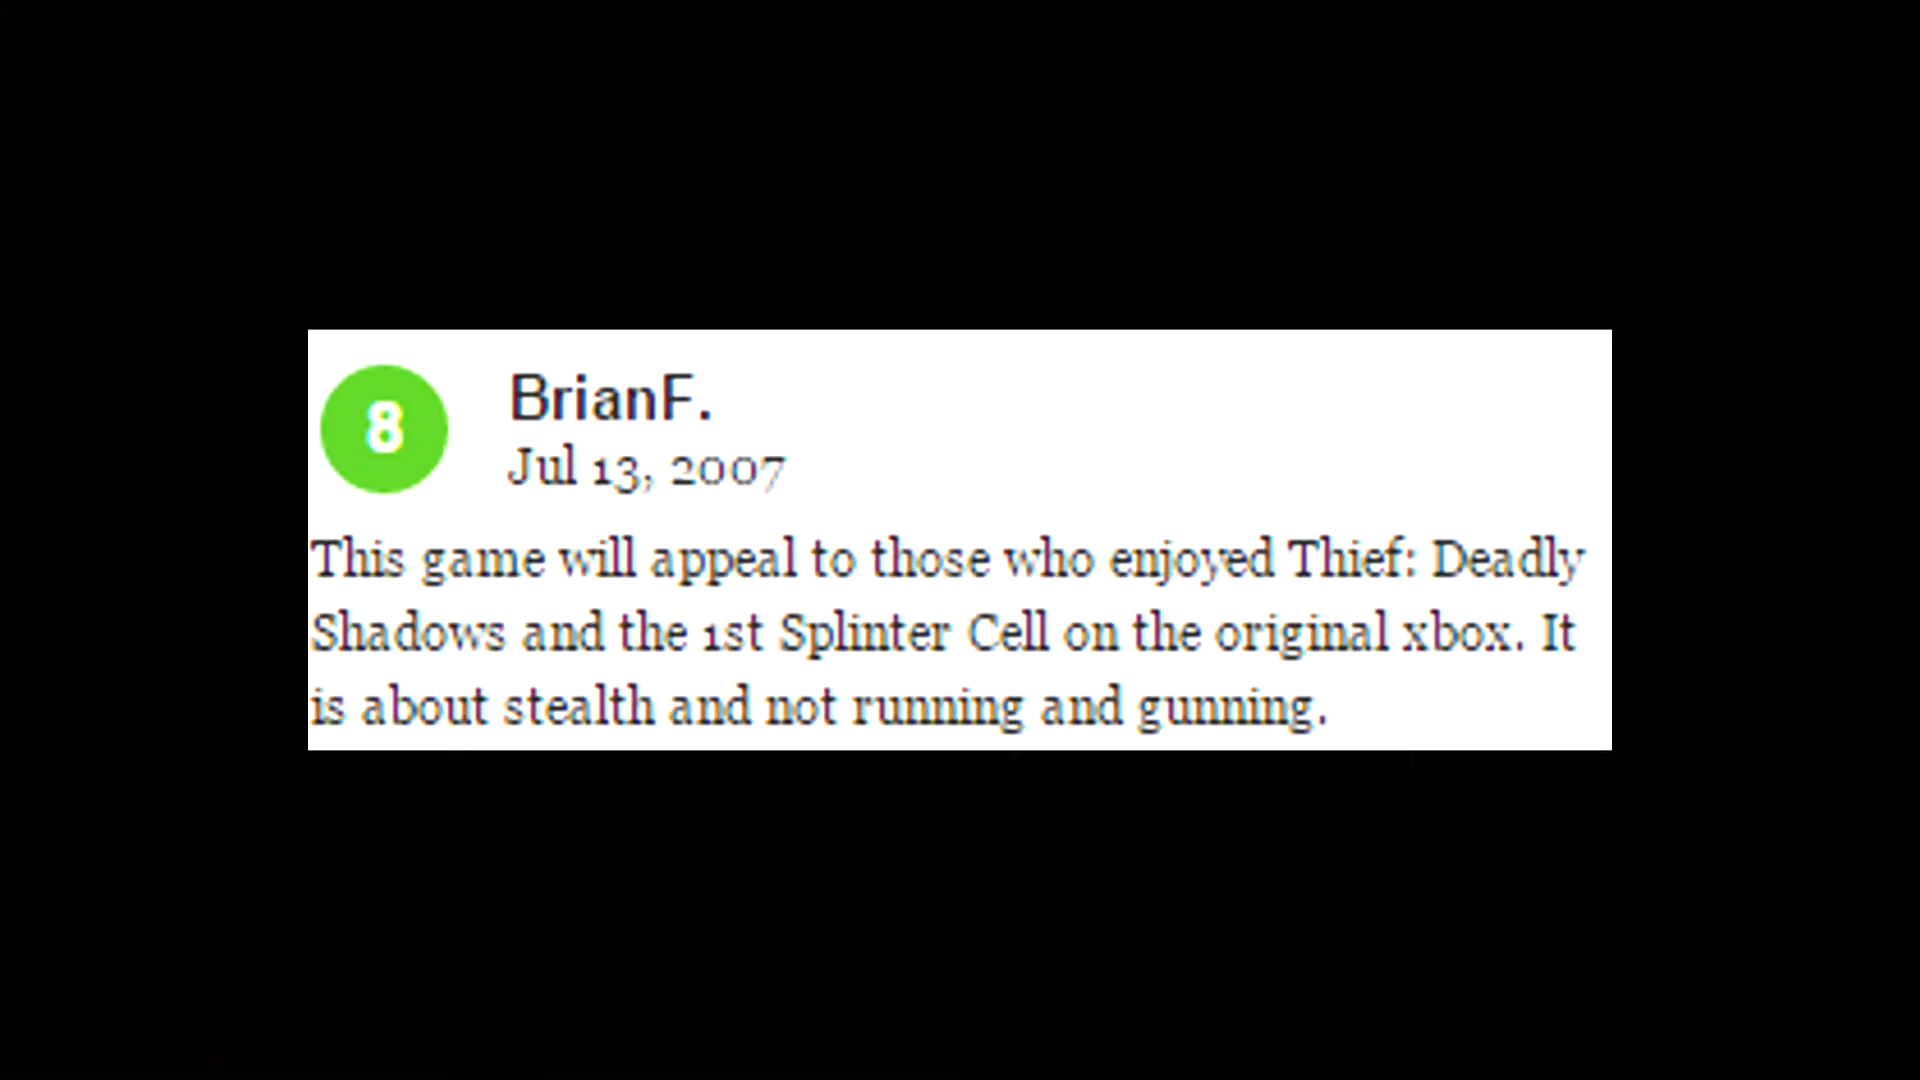 8
BrianF.
Jul 13, 2007
This game will appeal to those who enjoyed Thief: Deadly
Shadows and the 1st Splinter Cell on the original xbox. It
is about stealth and not running and gunning.